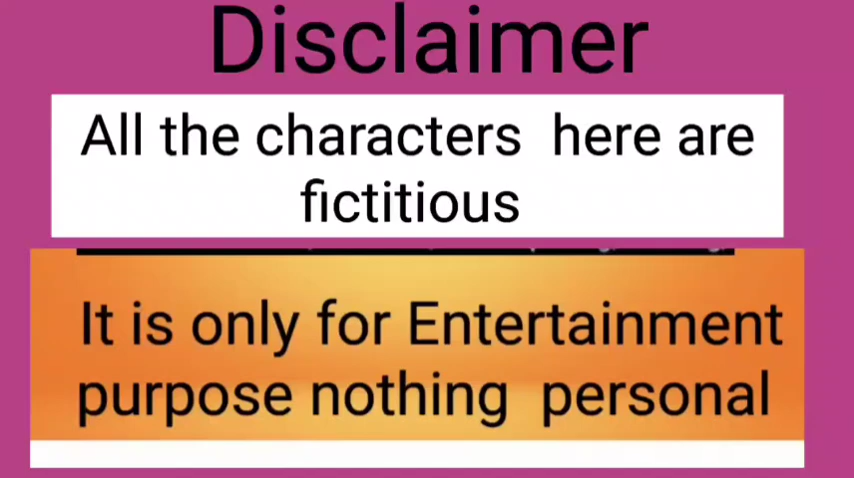 Disclaimer
All the characters here are
fictitious
It is only for Entertainment
purpose nothing personal